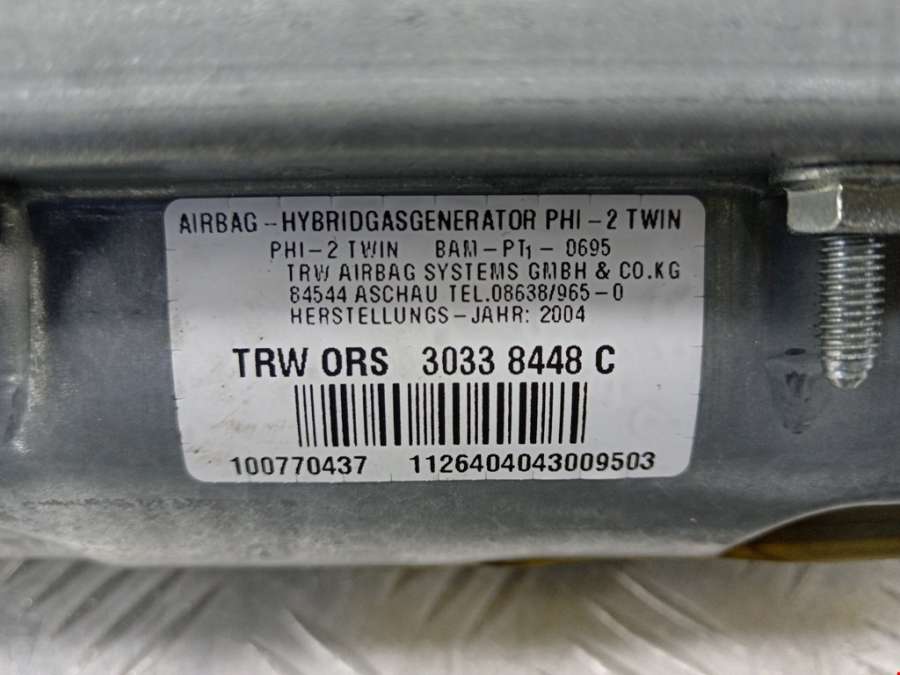 AIRBAG-HYBRIDGASGENERATOR PHI-2 TWIN
PHI-2 TWIN BAM-PT1-0695
TRW AIRBAG SYSTEMS GMBH & CO.KG
84544 ASCHAU TEL.08638/965-0
HERSTELLUNGS-JAHR: 2004
TRW ORS 3033 8448 C
100770437 1126404043009503